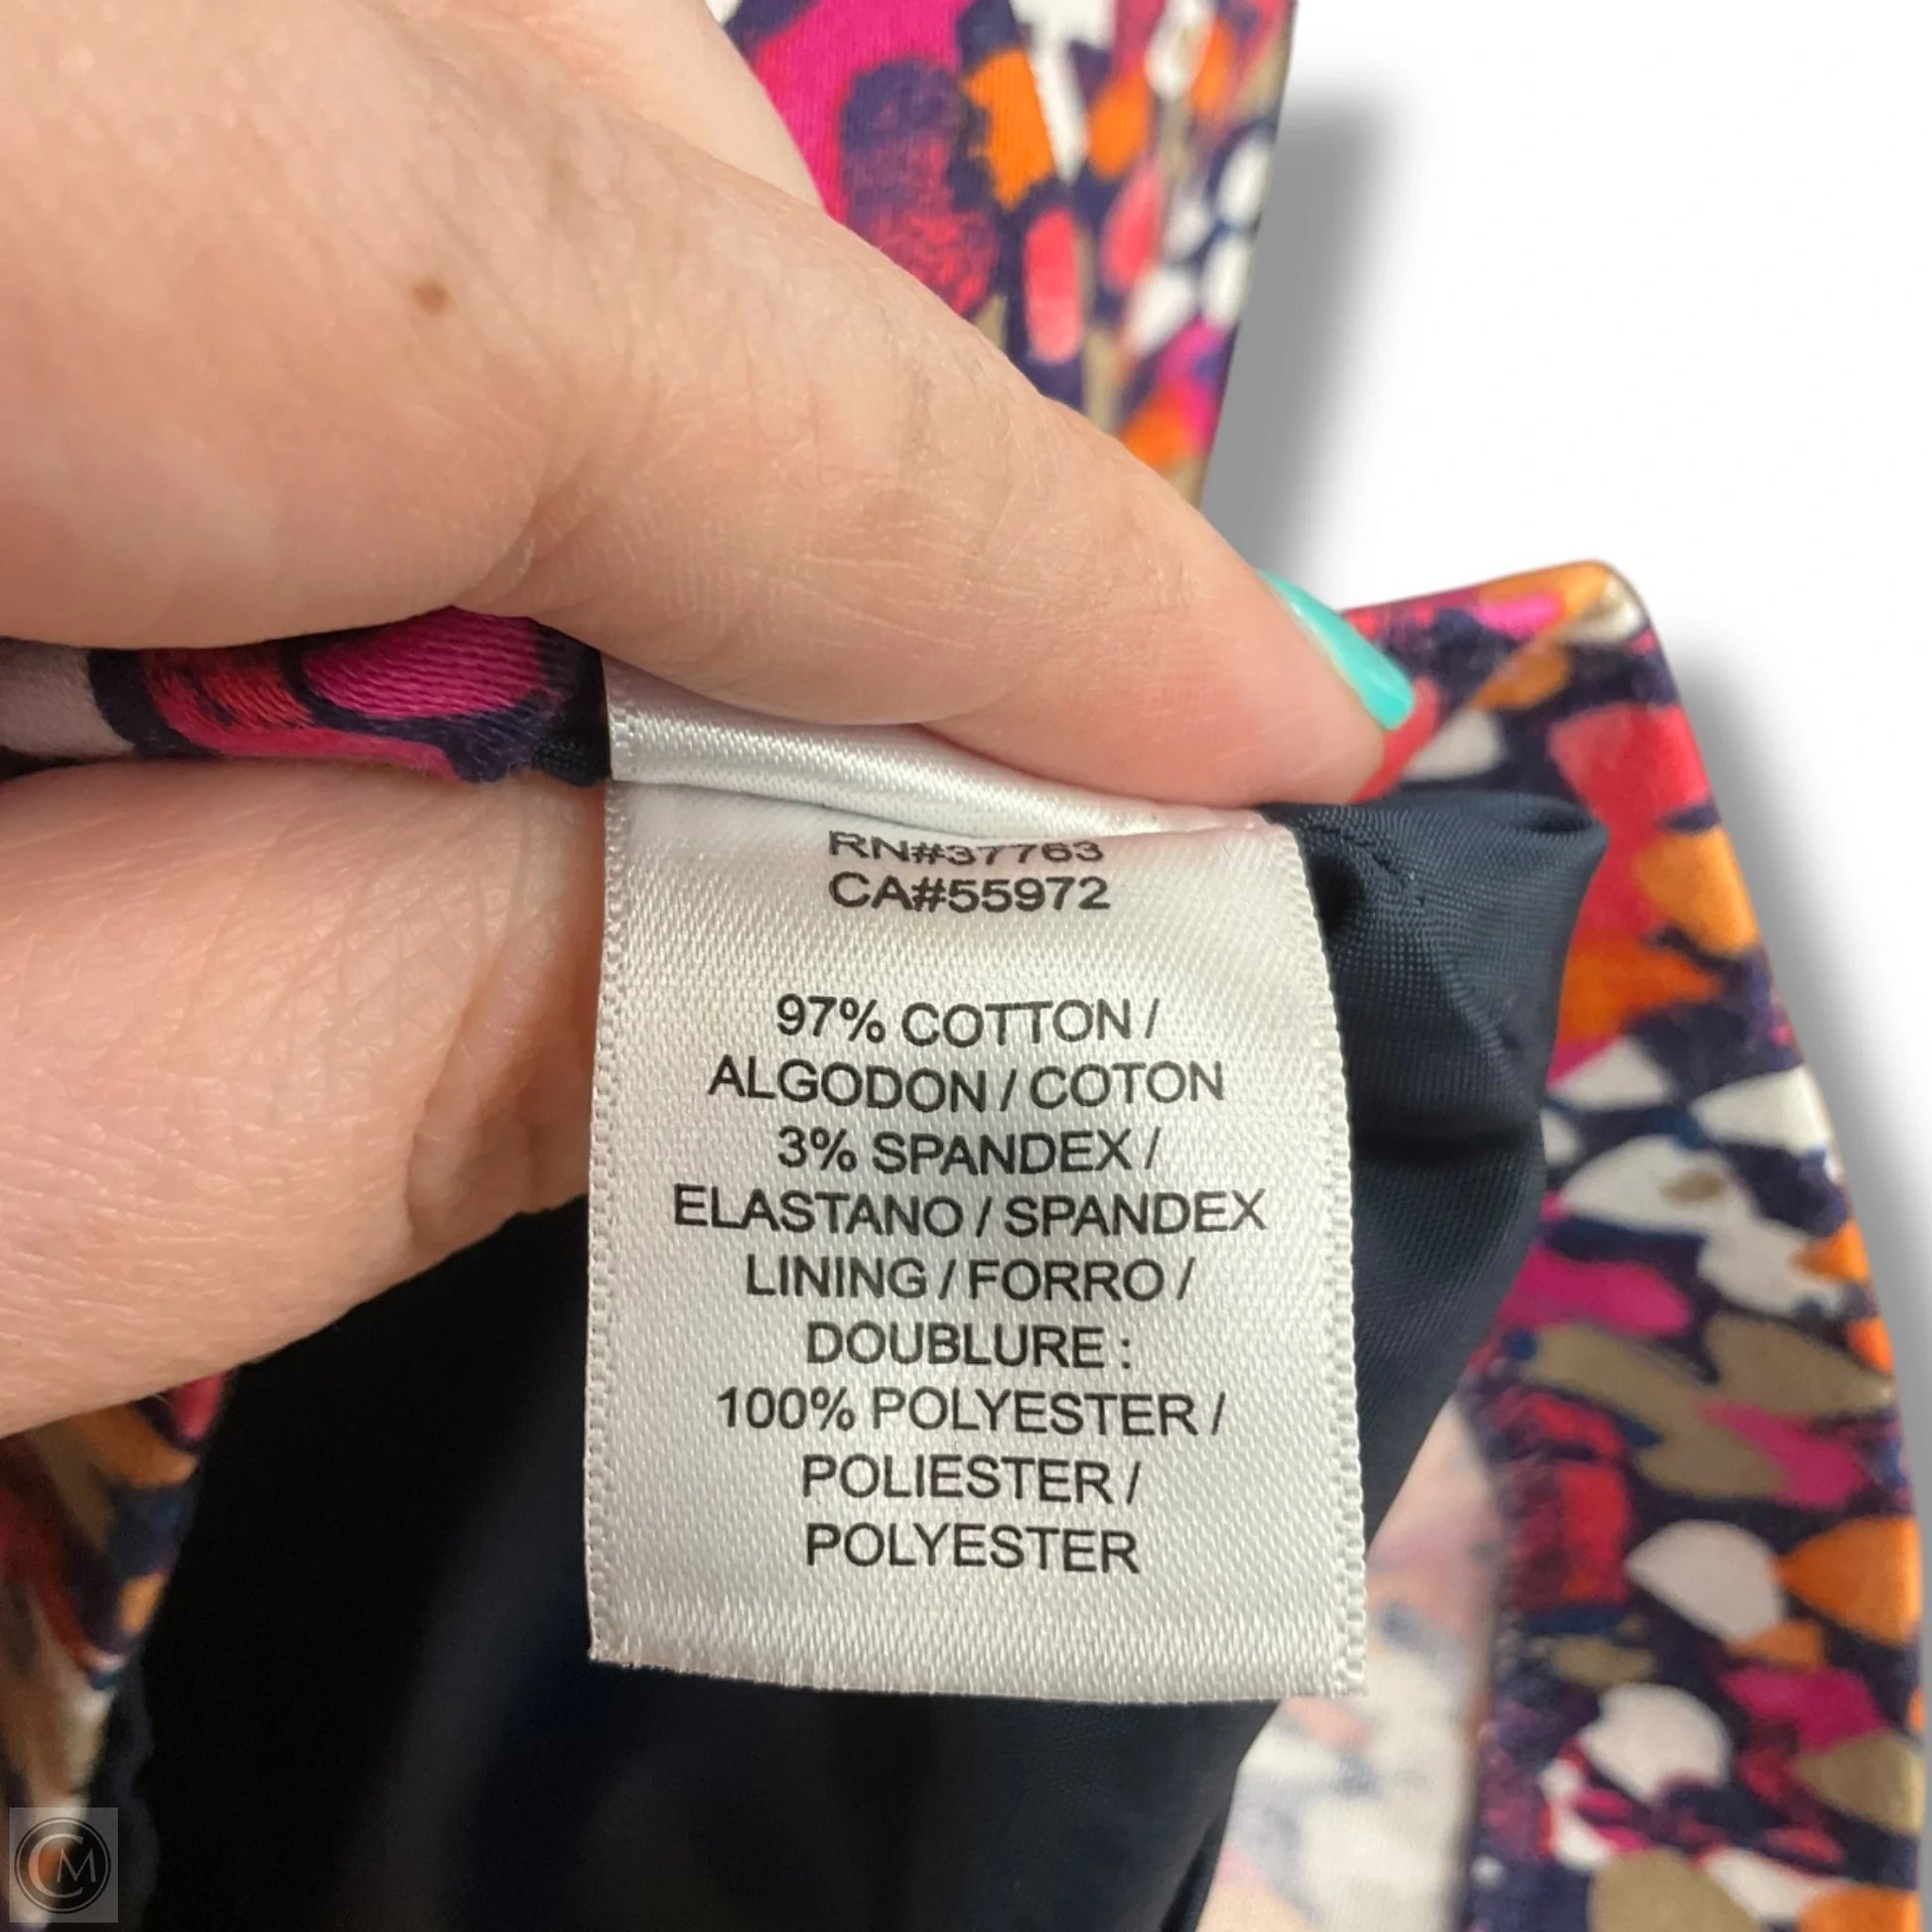 RN#37763
CA#55972
97% COTTON /
ALGODON / COTON
3% SPANDEX /
ELASTANO / SPANDEX
LINING / FORRO /
DOUBLURE :
100% POLYESTER /
POLIESTER /
POLYESTER
CM